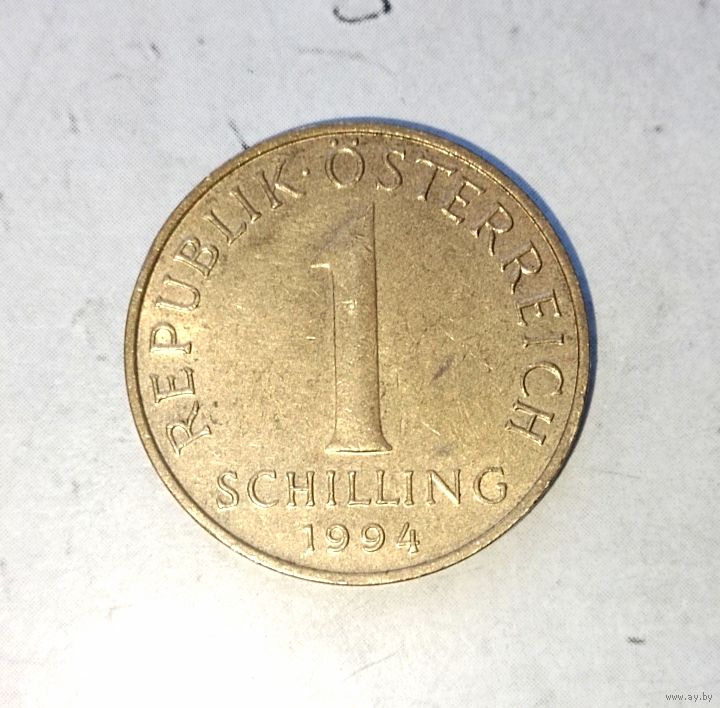 REPUBLIK · ÖSTERREICH
1
SCHILLING
1994
www.ay.by